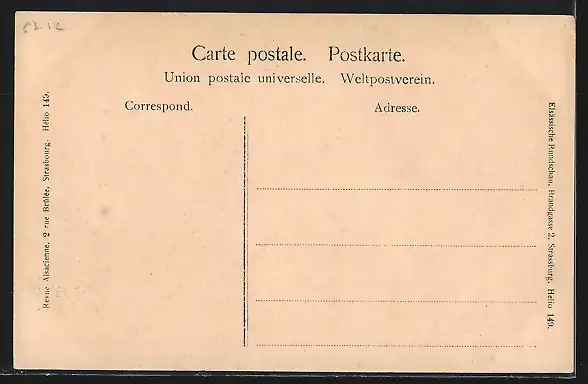 Carte postale. Postkarte.
Union postale universelle. Weltpostverein.
Correspond.
Adresse.
Revue Alsacienne, 2 rue Brûlée, Strasbourg. Hélio 149.
Elsässische Rundschau, Brandgasse 2, Strassburg. Helio 149.